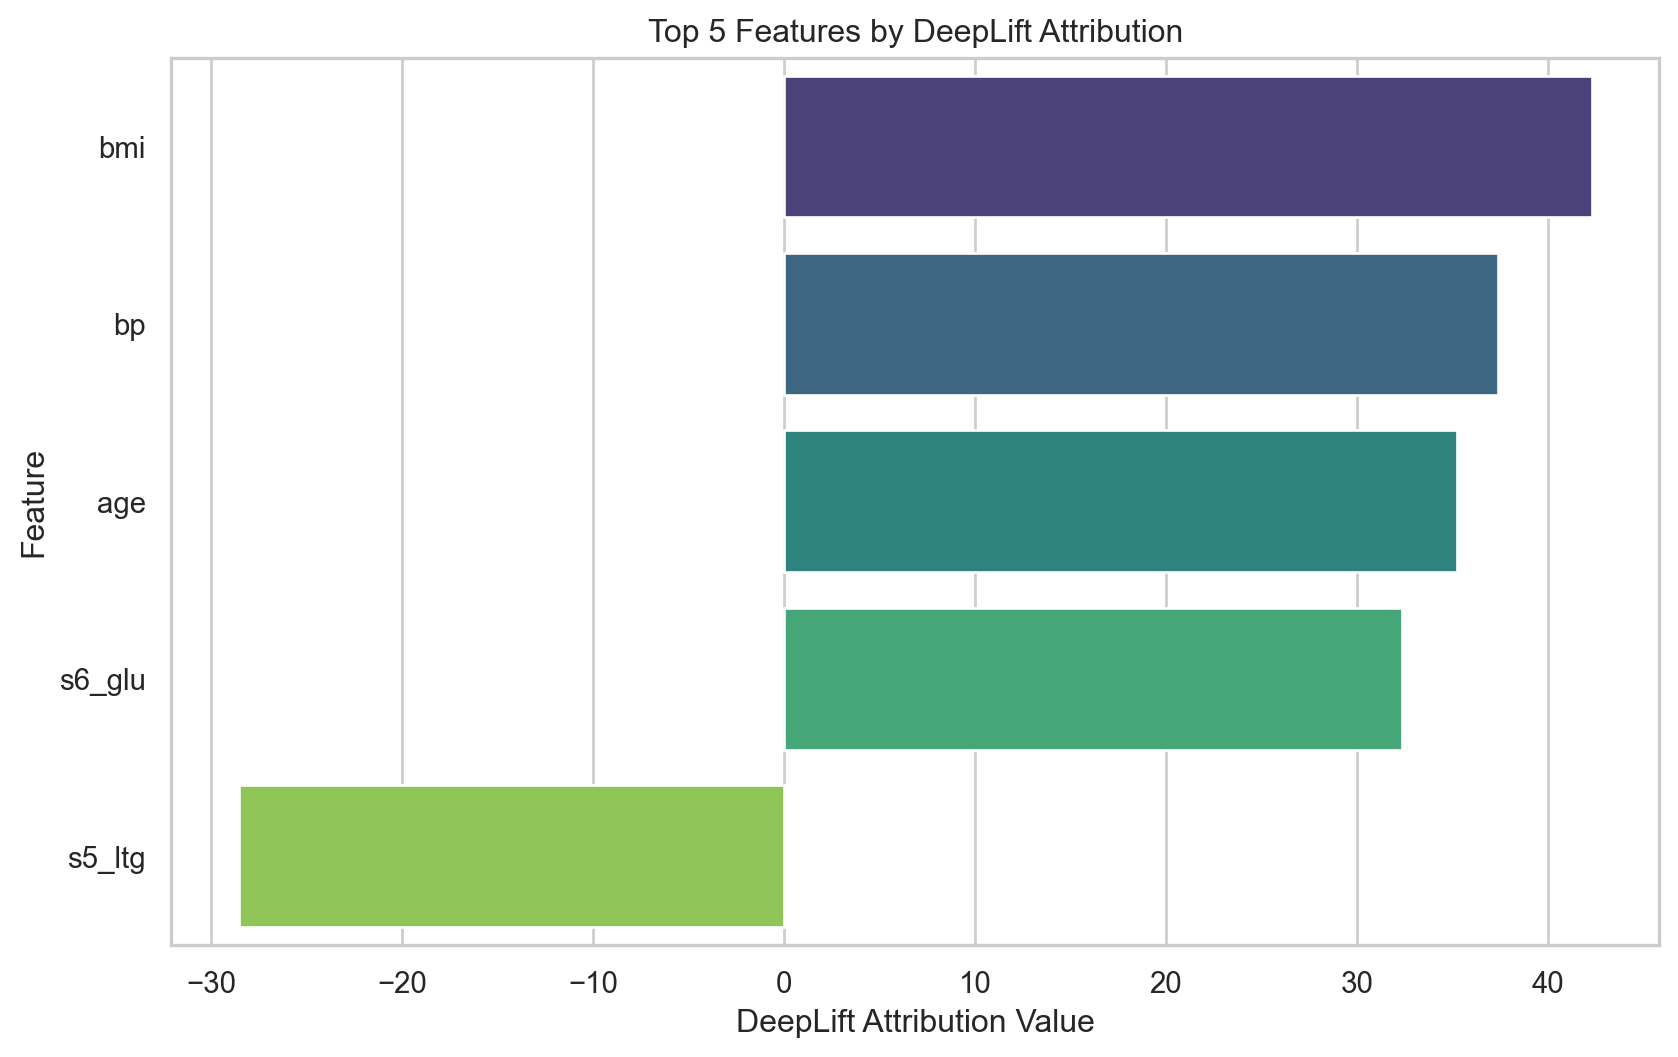 Top 5 Features by DeepLift Attribution
bmi
bp
age
s6_glu
s5_ltg
Feature
−30 −20 −10 0 10 20 30 40
DeepLift Attribution Value